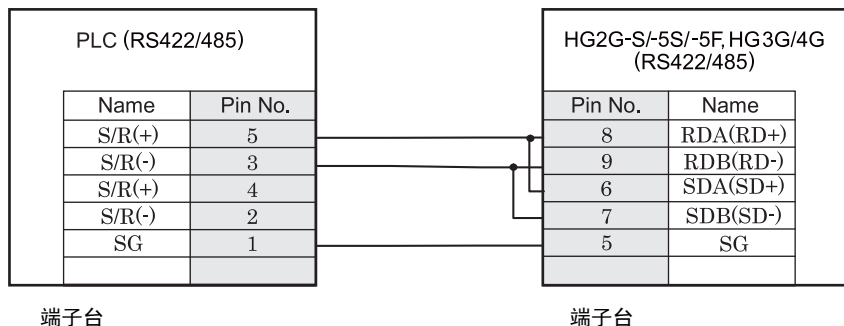 PLC (RS422/485)
HG2G-S/-5S/-5F, HG3G/4G
(RS422/485)
Name Pin No. Pin No. Name
S/R(+) 5 8 RDA(RD+)
S/R(-) 3 9 RDB(RD-)
S/R(+) 4 6 SDA(SD+)
S/R(-) 2 7 SDB(SD-)
SG 1 5 SG
端子台 端子台